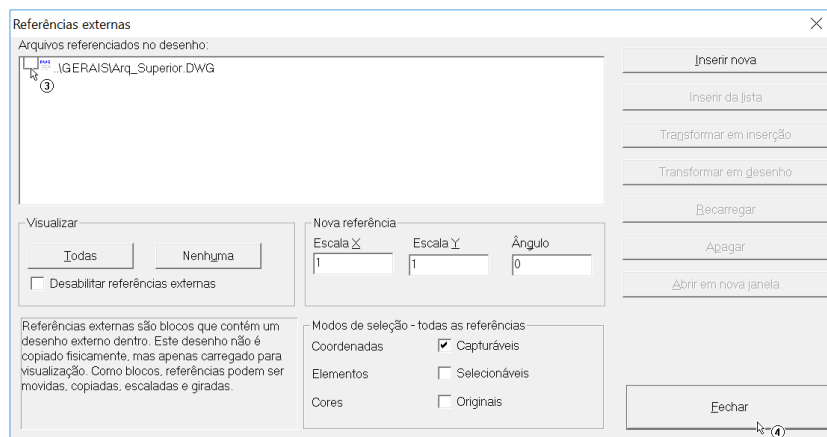 Referências externas
Arquivos referenciados no desenho:
DWG ..\GERAIS\Arq_Superior.DWG
③
Inserir nova
Inserir da lista
Transformar em inserção
Transformar em desenho
Recarregar
Apagar
Abrir em nova janela
Visualizar
Todas Nenhuma
Desabilitar referências externas
Nova referência
Escala X Escala Y Ângulo
1 1 0
Referências externas são blocos que contém um
desenho externo dentro. Este desenho não é
copiado fisicamente, mas apenas carregado para
visualização. Como blocos, referências podem ser
movidas, copiadas, escaladas e giradas.
Modos de seleção - todas as referências
Coordenadas Capturáveis
Elementos Selecionáveis
Cores Originais
Fechar
④